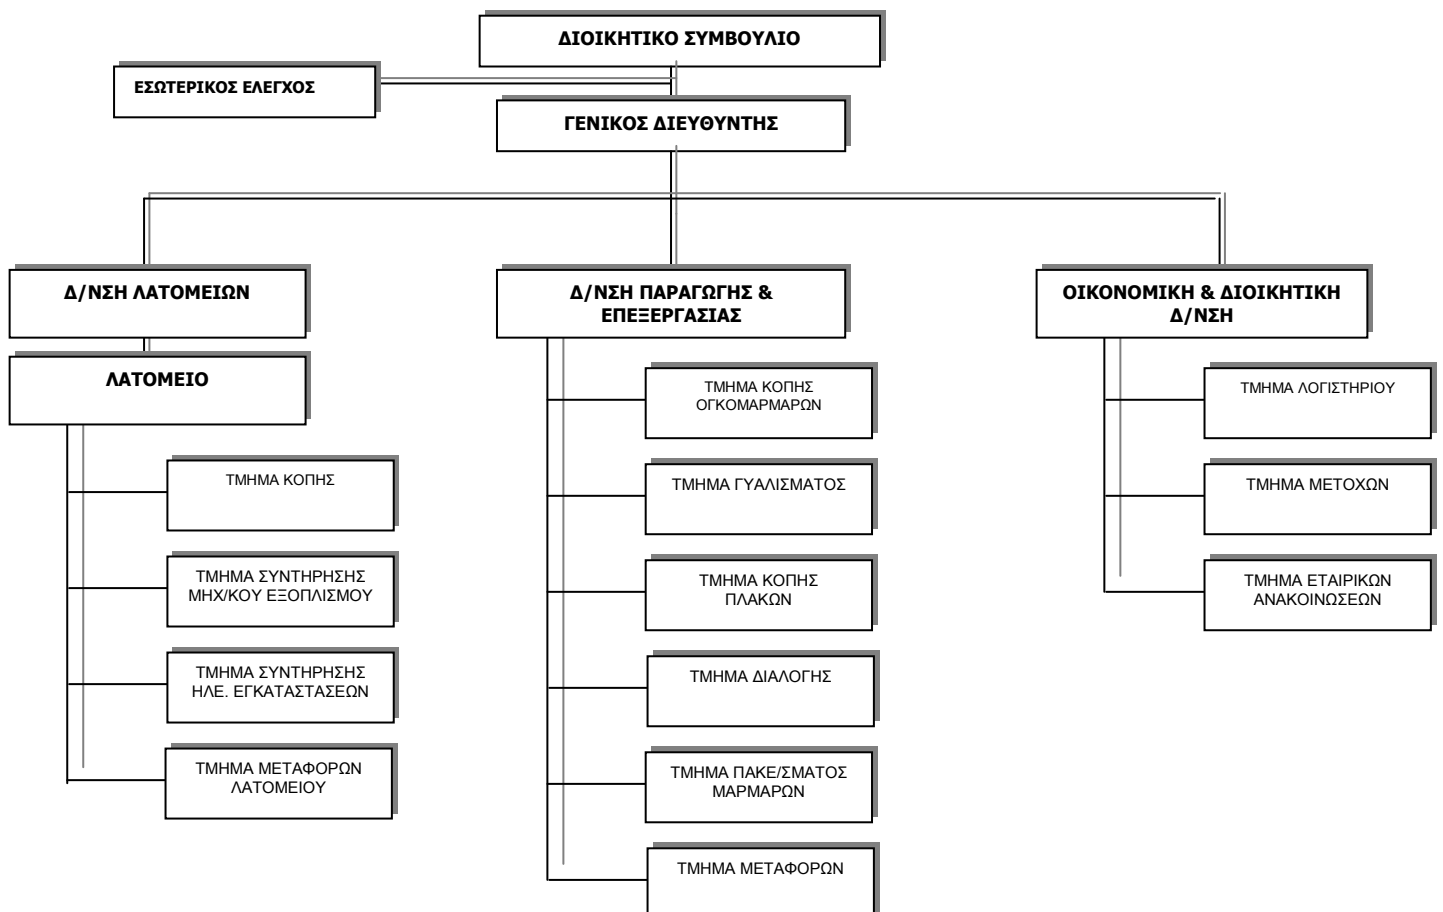 ΔΙΟΙΚΗΤΙΚΟ ΣΥΜΒΟΥΛΙΟ
ΕΣΩΤΕΡΙΚΟΣ ΕΛΕΓΧΟΣ
ΓΕΝΙΚΟΣ ΔΙΕΥΘΥΝΤΗΣ
Δ/ΝΣΗ ΛΑΤΟΜΕΙΩΝ
ΛΑΤΟΜΕΙΟ
ΤΜΗΜΑ ΚΟΠΗΣ
ΤΜΗΜΑ ΣΥΝΤΗΡΗΣΗΣ
ΜΗΧ/ΚΟΥ ΕΞΟΠΛΙΣΜΟΥ
ΤΜΗΜΑ ΣΥΝΤΗΡΗΣΗΣ
ΗΛΕ. ΕΓΚΑΤΑΣΤΑΣΕΩΝ
ΤΜΗΜΑ ΜΕΤΑΦΟΡΩΝ
ΛΑΤΟΜΕΙΟΥ
Δ/ΝΣΗ ΠΑΡΑΓΩΓΗΣ &
ΕΠΕΞΕΡΓΑΣΙΑΣ
ΤΜΗΜΑ ΚΟΠΗΣ
ΟΓΚΟΜΑΡΜΑΡΩΝ
ΤΜΗΜΑ ΓΥΑΛΙΣΜΑΤΟΣ
ΤΜΗΜΑ ΚΟΠΗΣ
ΠΛΑΚΩΝ
ΤΜΗΜΑ ΔΙΑΛΟΓΗΣ
ΤΜΗΜΑ ΠΑΚΕ/ΣΜΑΤΟΣ
ΜΑΡΜΑΡΩΝ
ΤΜΗΜΑ ΜΕΤΑΦΟΡΩΝ
ΟΙΚΟΝΟΜΙΚΗ & ΔΙΟΙΚΗΤΙΚΗ
Δ/ΝΣΗ
ΤΜΗΜΑ ΛΟΓΙΣΤΗΡΙΟΥ
ΤΜΗΜΑ ΜΕΤΟΧΩΝ
ΤΜΗΜΑ ΕΤΑΙΡΙΚΩΝ
ΑΝΑΚΟΙΝΩΣΕΩΝ